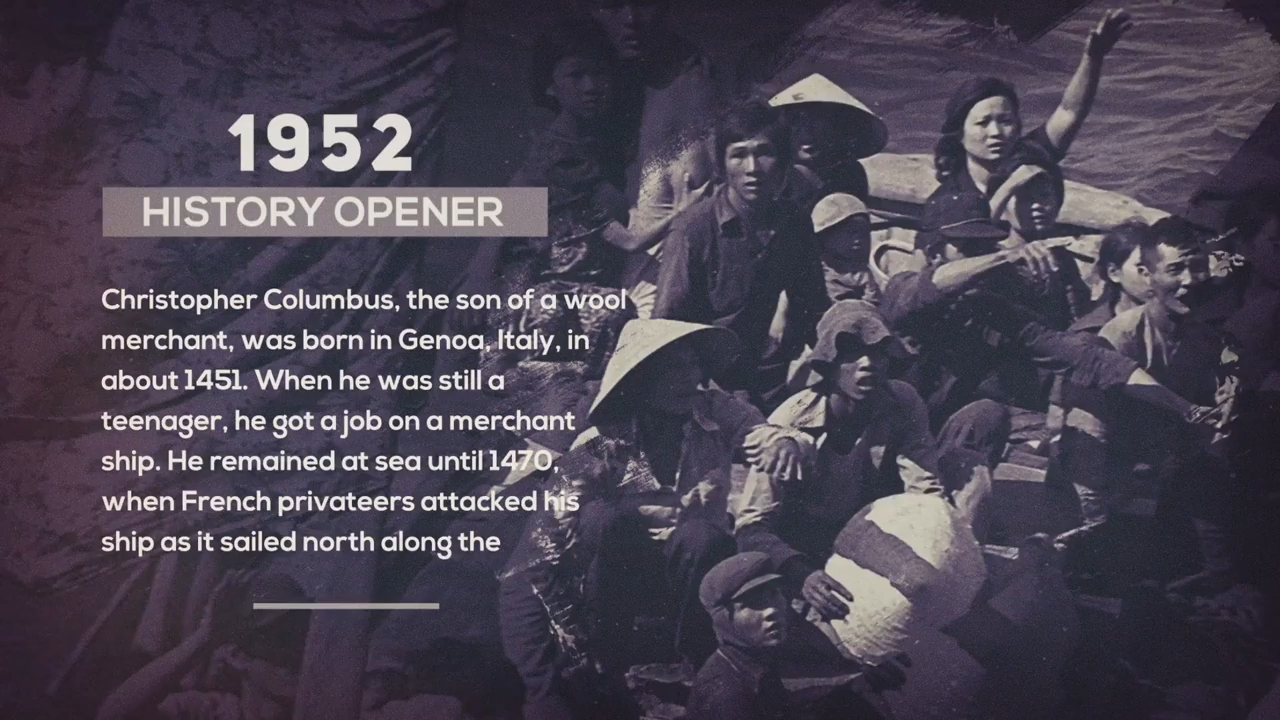 1952
HISTORY OPENER
Christopher Columbus, the son of a wool
merchant, was born in Genoa, Italy, in
about 1451. When he was still a
teenager, he got a job on a merchant
ship. He remained at sea until 1470,
when French privateers attacked his
ship as it sailed north along the